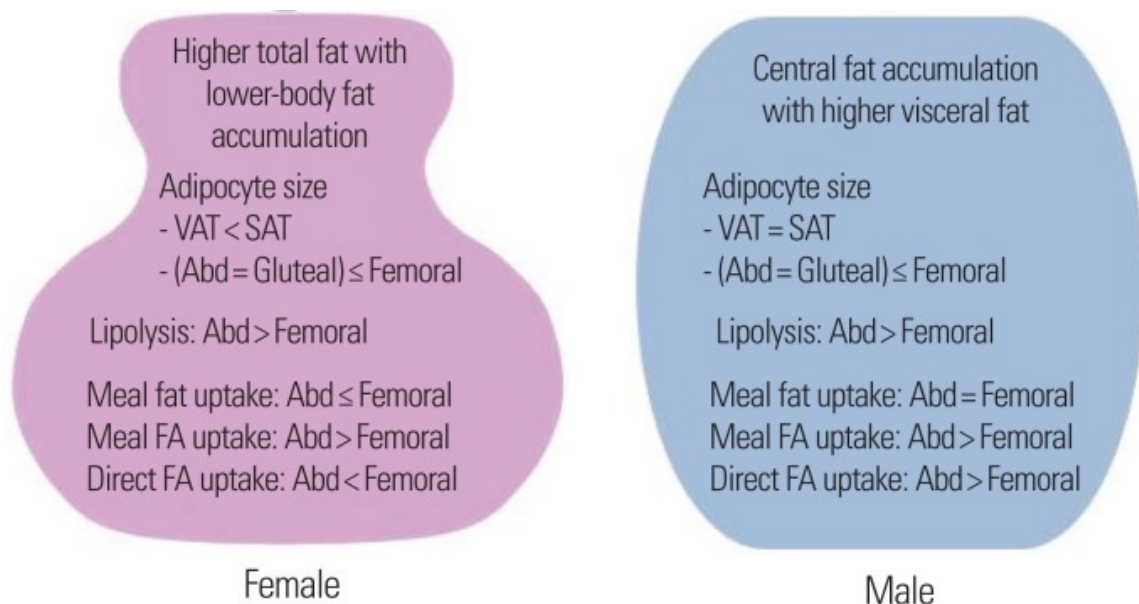 Higher total fat with
lower-body fat
accumulation
Adipocyte size
- VAT < SAT
- (Abd = Gluteal) ≤ Femoral
Lipolysis: Abd > Femoral
Meal fat uptake: Abd ≤ Femoral
Meal FA uptake: Abd > Femoral
Direct FA uptake: Abd < Femoral
Female
Central fat accumulation
with higher visceral fat
Adipocyte size
- VAT = SAT
- (Abd = Gluteal) ≤ Femoral
Lipolysis: Abd > Femoral
Meal fat uptake: Abd = Femoral
Meal FA uptake: Abd > Femoral
Direct FA uptake: Abd > Femoral
Male